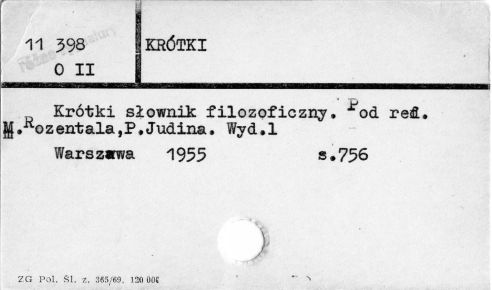 11 398
O II
KRÓTKI
Krótki słownik filozoficzny. Pod red.
M.Rozentala,P.Judina. Wyd.1
Warszawa 1955 s.756
ZG Pol. Śl. z. 365/69. 120 000